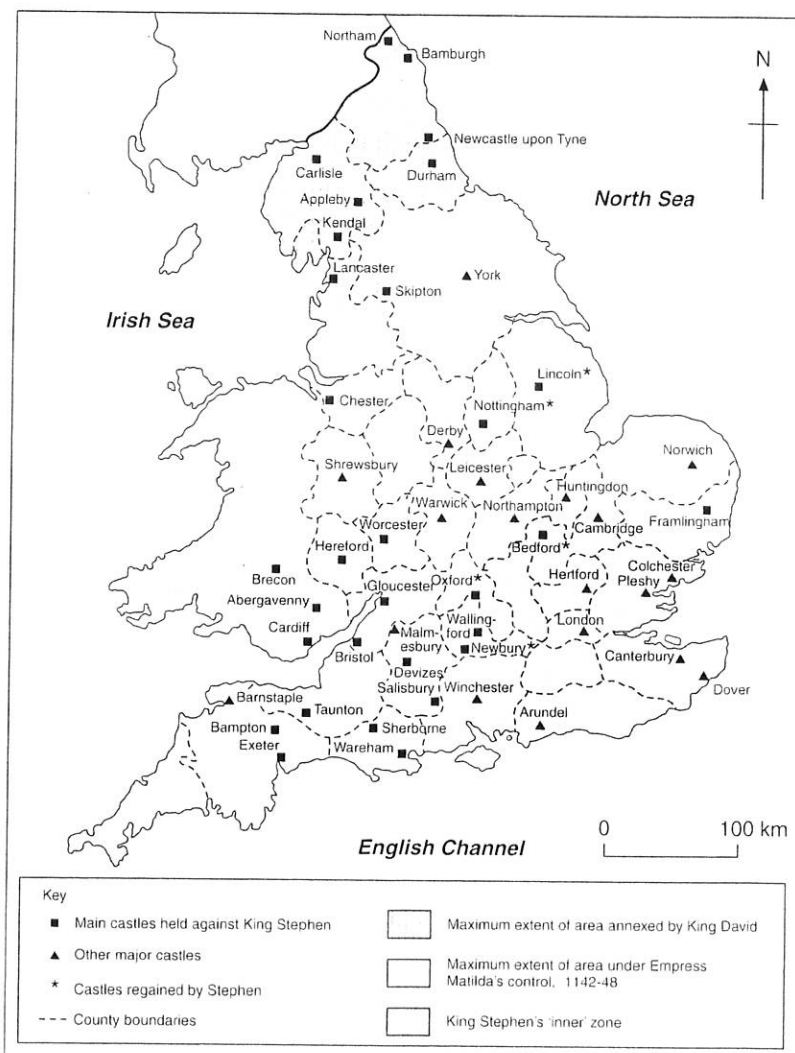 Northam
Bamburgh
N
Newcastle upon Tyne
Carlisle
Durham
North Sea
Appleby
Kendal
Lancaster
York
Skipton
Irish Sea
Lincoln*
Chester
Nottingham*
Derby
Norwich
Shrewsbury
Leicester
Huntingdon
Warwick
Northampton
Cambridge
Framlingham
Worcester
Hereford
Bedford*
Brecon
Oxford*
Colchester
Gloucester
Hertford
Pleshy
Abergavenny
Walling-
ford
London
Cardiff
Malm-
esbury
Newbury*
Bristol
Canterbury
Devizes
Salisbury
Winchester
Dover
Barnstaple
Taunton
Arundel
Bampton
Sherborne
Exeter
Wareham
English Channel
0 100 km
Key
Main castles held against King Stephen
Other major castles
* Castles regained by Stephen
County boundaries
Maximum extent of area annexed by King David
Maximum extent of area under Empress
Matilda's control, 1142-48
King Stephen's 'inner' zone